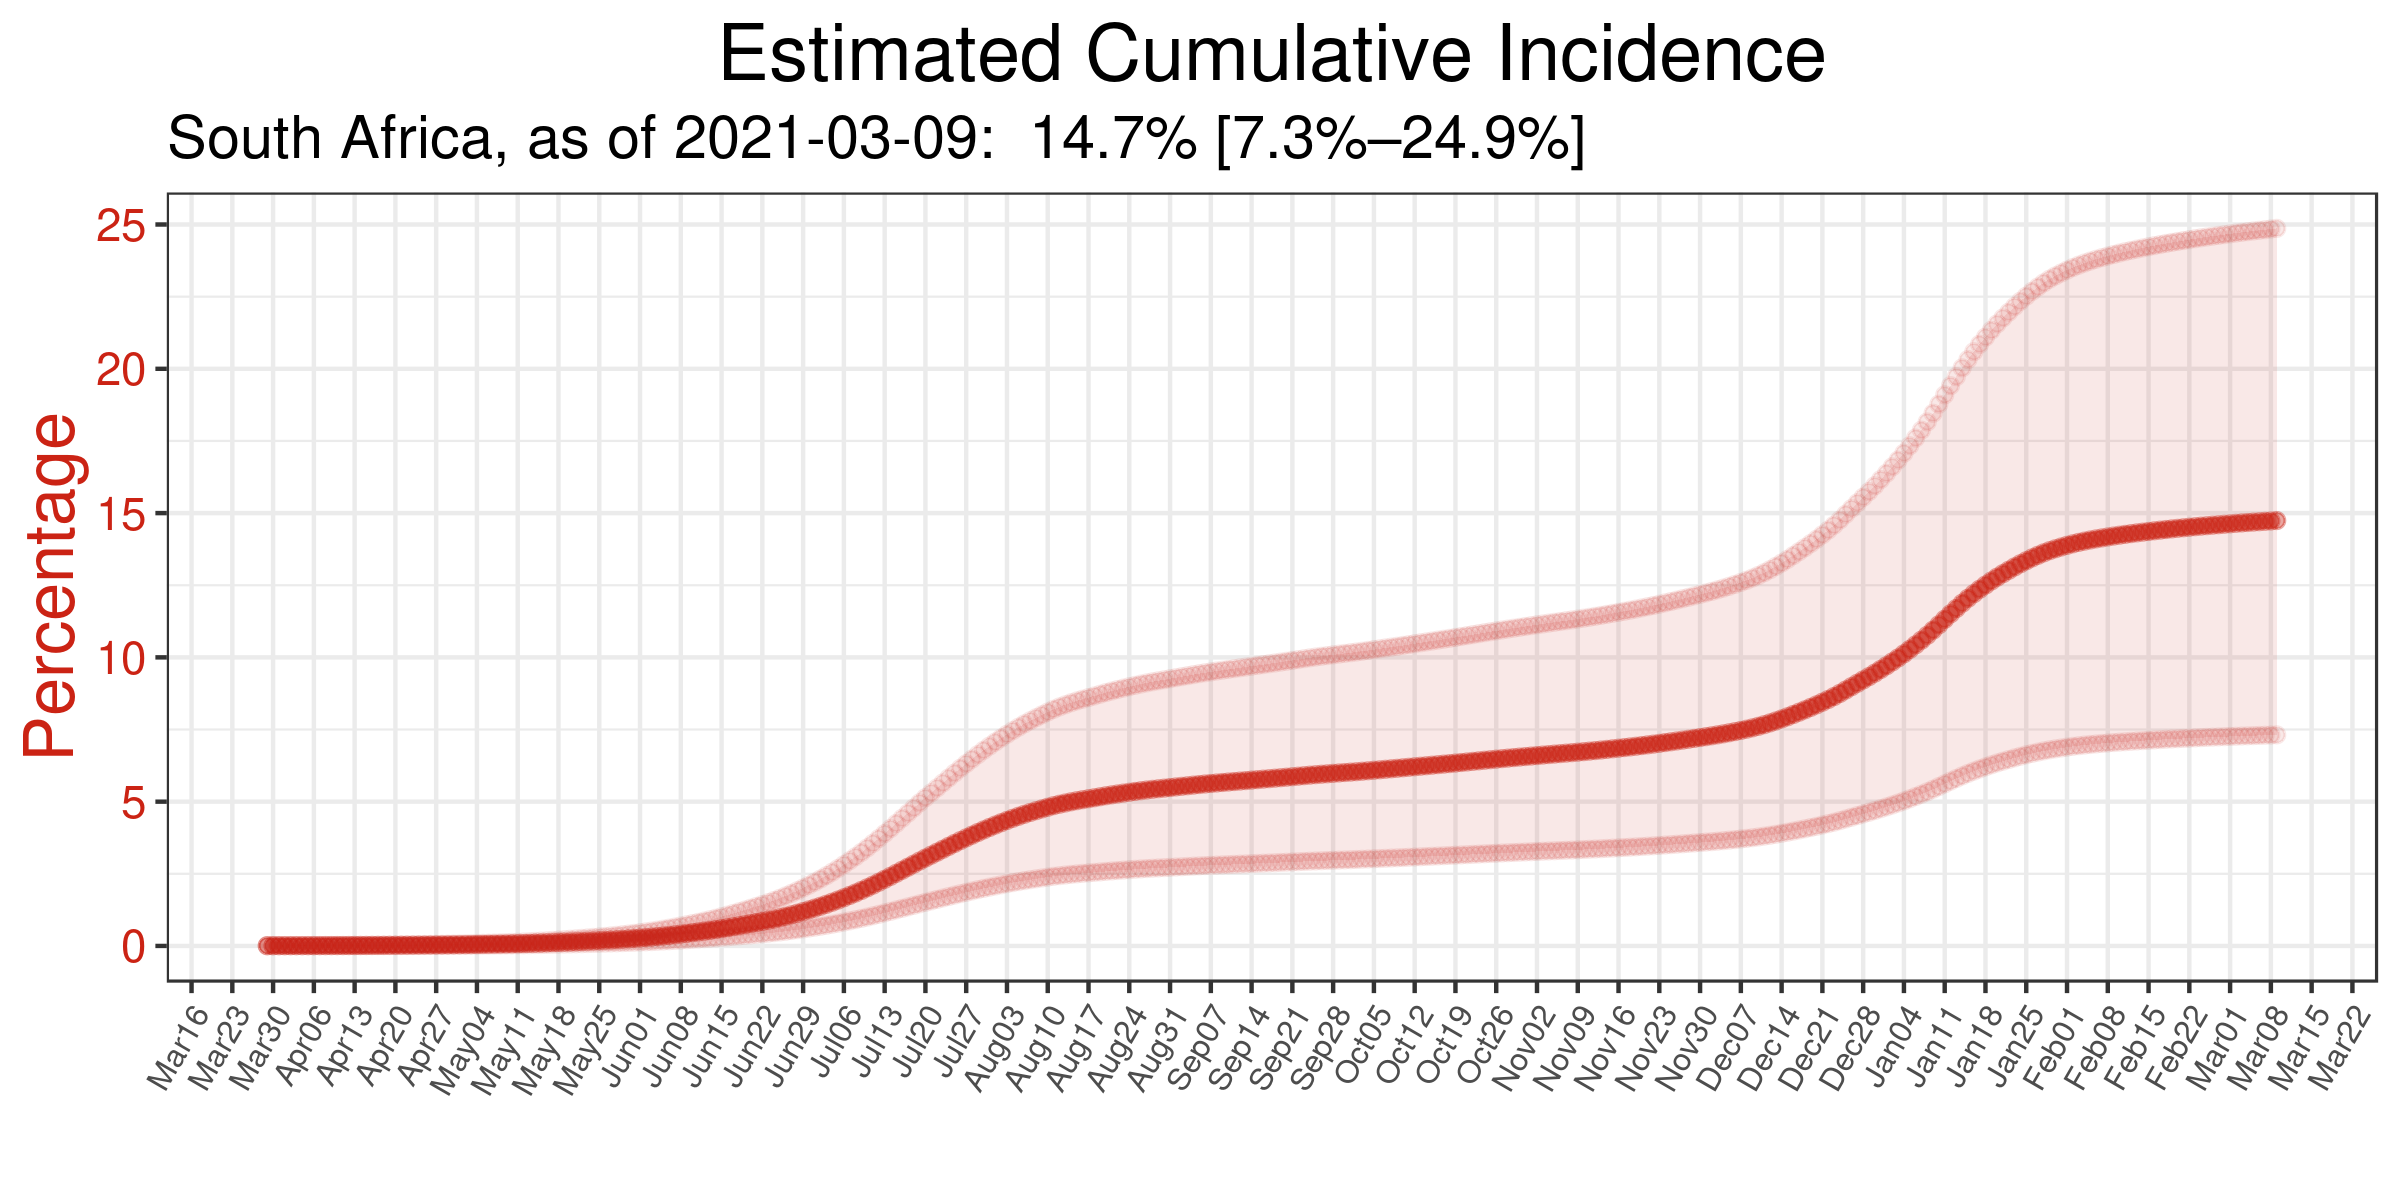 Estimated Cumulative Incidence
South Africa, as of 2021-03-09:  14.7% [7.3%–24.9%]
Percentage
25
20
15
10
5
0
Mar16
Mar23
Mar30
Apr06
Apr13
Apr20
Apr27
May04
May11
May18
May25
Jun01
Jun08
Jun15
Jun22
Jun29
Jul06
Jul13
Jul20
Jul27
Aug03
Aug10
Aug17
Aug24
Aug31
Sep07
Sep14
Sep21
Sep28
Oct05
Oct12
Oct19
Oct26
Nov02
Nov09
Nov16
Nov23
Nov30
Dec07
Dec14
Dec21
Dec28
Jan04
Jan11
Jan18
Jan25
Feb01
Feb08
Feb15
Feb22
Mar01
Mar08
Mar15
Mar22